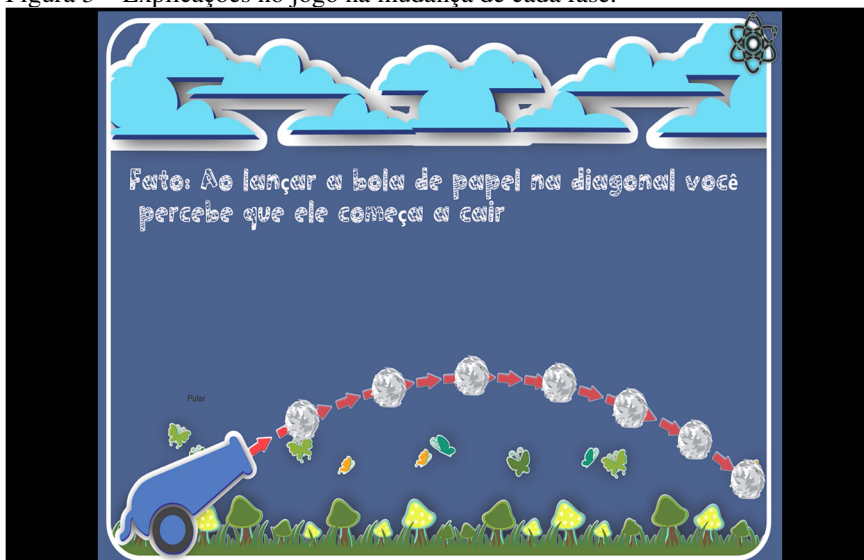 Figura 3 – Explicações no jogo na mudança de cada fase.
Fato: Ao lançar a bola de papel na diagonal você
percebe que ele começa a cair
Pular